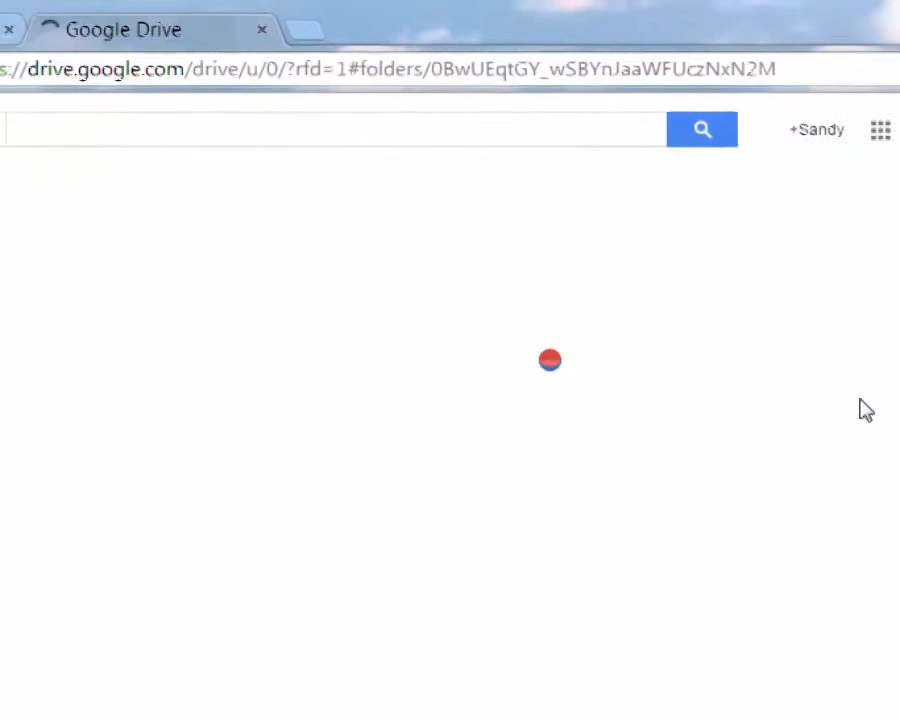 Google Drive
s://drive.google.com/drive/u/0/?rfd=1#folders/0BwUEqtGY_wSBYnJaaWFUczNxN2M
+Sandy